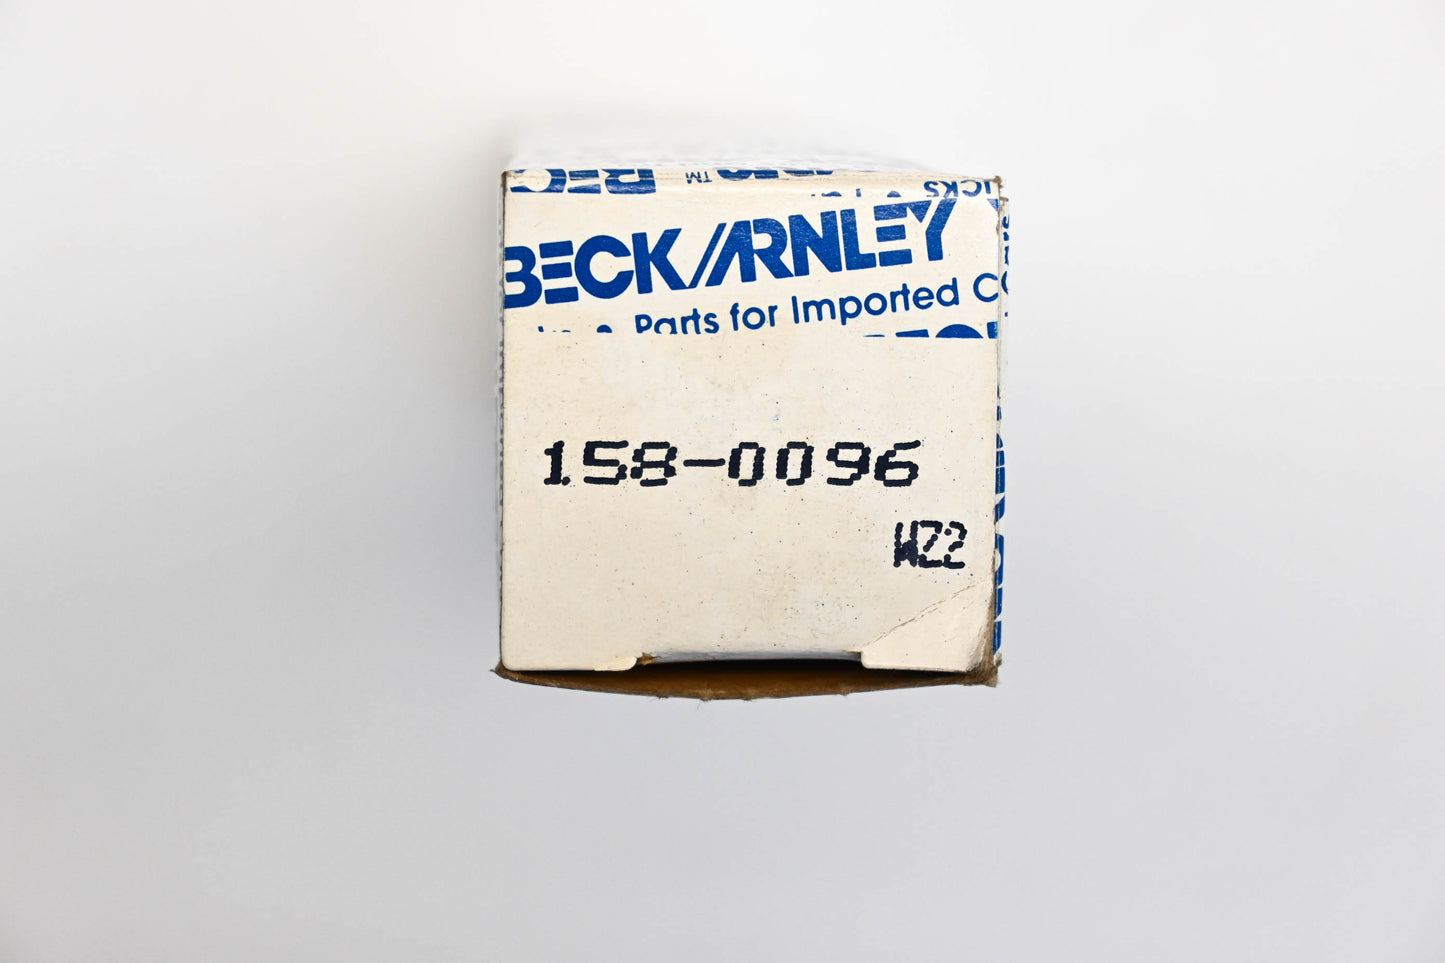 BECK/ARNLEY
& Parts for Imported C
158-0096
WZ2